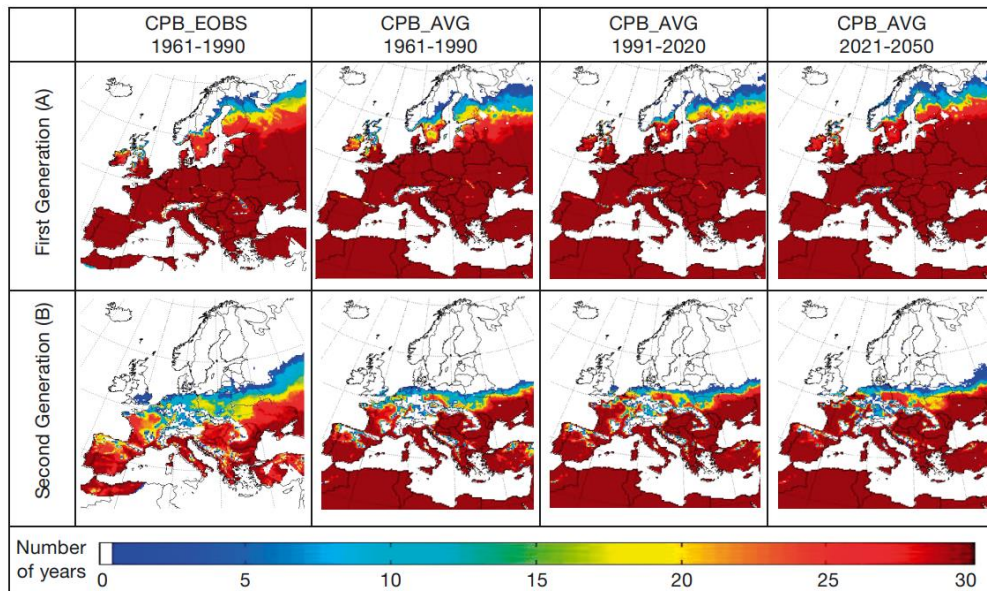 CPB_EOBS
1961-1990
CPB_AVG
1961-1990
CPB_AVG
1991-2020
CPB_AVG
2021-2050
First Generation (A)
Second Generation (B)
Number
of years
0 5 10 15 20 25 30